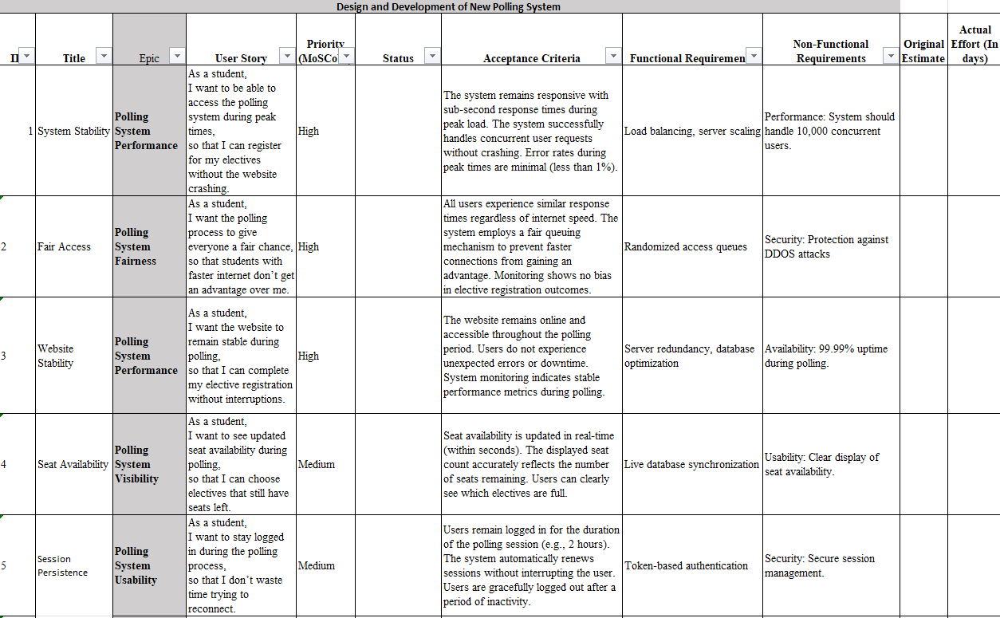 Design and Development of New Polling System
ID
Title
Epic
User Story
Priority
(MoSCo
Status
Acceptance Criteria
Functional Requiremen
Non-Functional
Requirements
Original
Estimate
Actual
Effort (In
days)
1
System Stability
Polling
System
Performance
As a student,
I want to be able to
access the polling
system during peak
times,
so that I can register
for my electives
without the website
crashing.
High
The system remains responsive with
sub-second response times during
peak load. The system successfully
handles concurrent user requests
without crashing. Error rates during
peak times are minimal (less than 1%).
Load balancing, server scaling
Performance: System should
handle 10,000 concurrent
users.
2
Fair Access
Polling
System
Fairness
As a student,
I want the polling
process to give
everyone a fair chance,
so that students with
faster internet don’t get
an advantage over me.
High
All users experience similar response
times regardless of internet speed. The
system employs a fair queuing
mechanism to prevent faster
connections from gaining an
advantage. Monitoring shows no bias
in elective registration outcomes.
Randomized access queues
Security: Protection against
DDOS attacks
3
Website
Stability
Polling
System
Performance
As a student,
I want the website to
remain stable during
polling,
so that I can complete
my elective registration
without interruptions.
High
The website remains online and
accessible throughout the polling
period. Users do not experience
unexpected errors or downtime.
System monitoring indicates stable
performance metrics during polling.
Server redundancy, database
optimization
Availability: 99.99% uptime
during polling.
4
Seat Availability
Polling
System
Visibility
As a student,
I want to see updated
seat availability during
polling,
so that I can choose
electives that still have
seats left.
Medium
Seat availability is updated in real-time
(within seconds). The displayed seat
count accurately reflects the number
of seats remaining. Users can clearly
see which electives are full.
Live database synchronization
Usability: Clear display of
seat availability.
5
Session
Persistence
Polling
System
Usability
As a student,
I want to stay logged
in during the polling
process,
so that I don’t waste
time trying to
reconnect.
Medium
Users remain logged in for the duration
of the polling session (e.g., 2 hours).
The system automatically renews
sessions without interrupting the user.
Users are gracefully logged out after a
period of inactivity.
Token-based authentication
Security: Secure session
management.